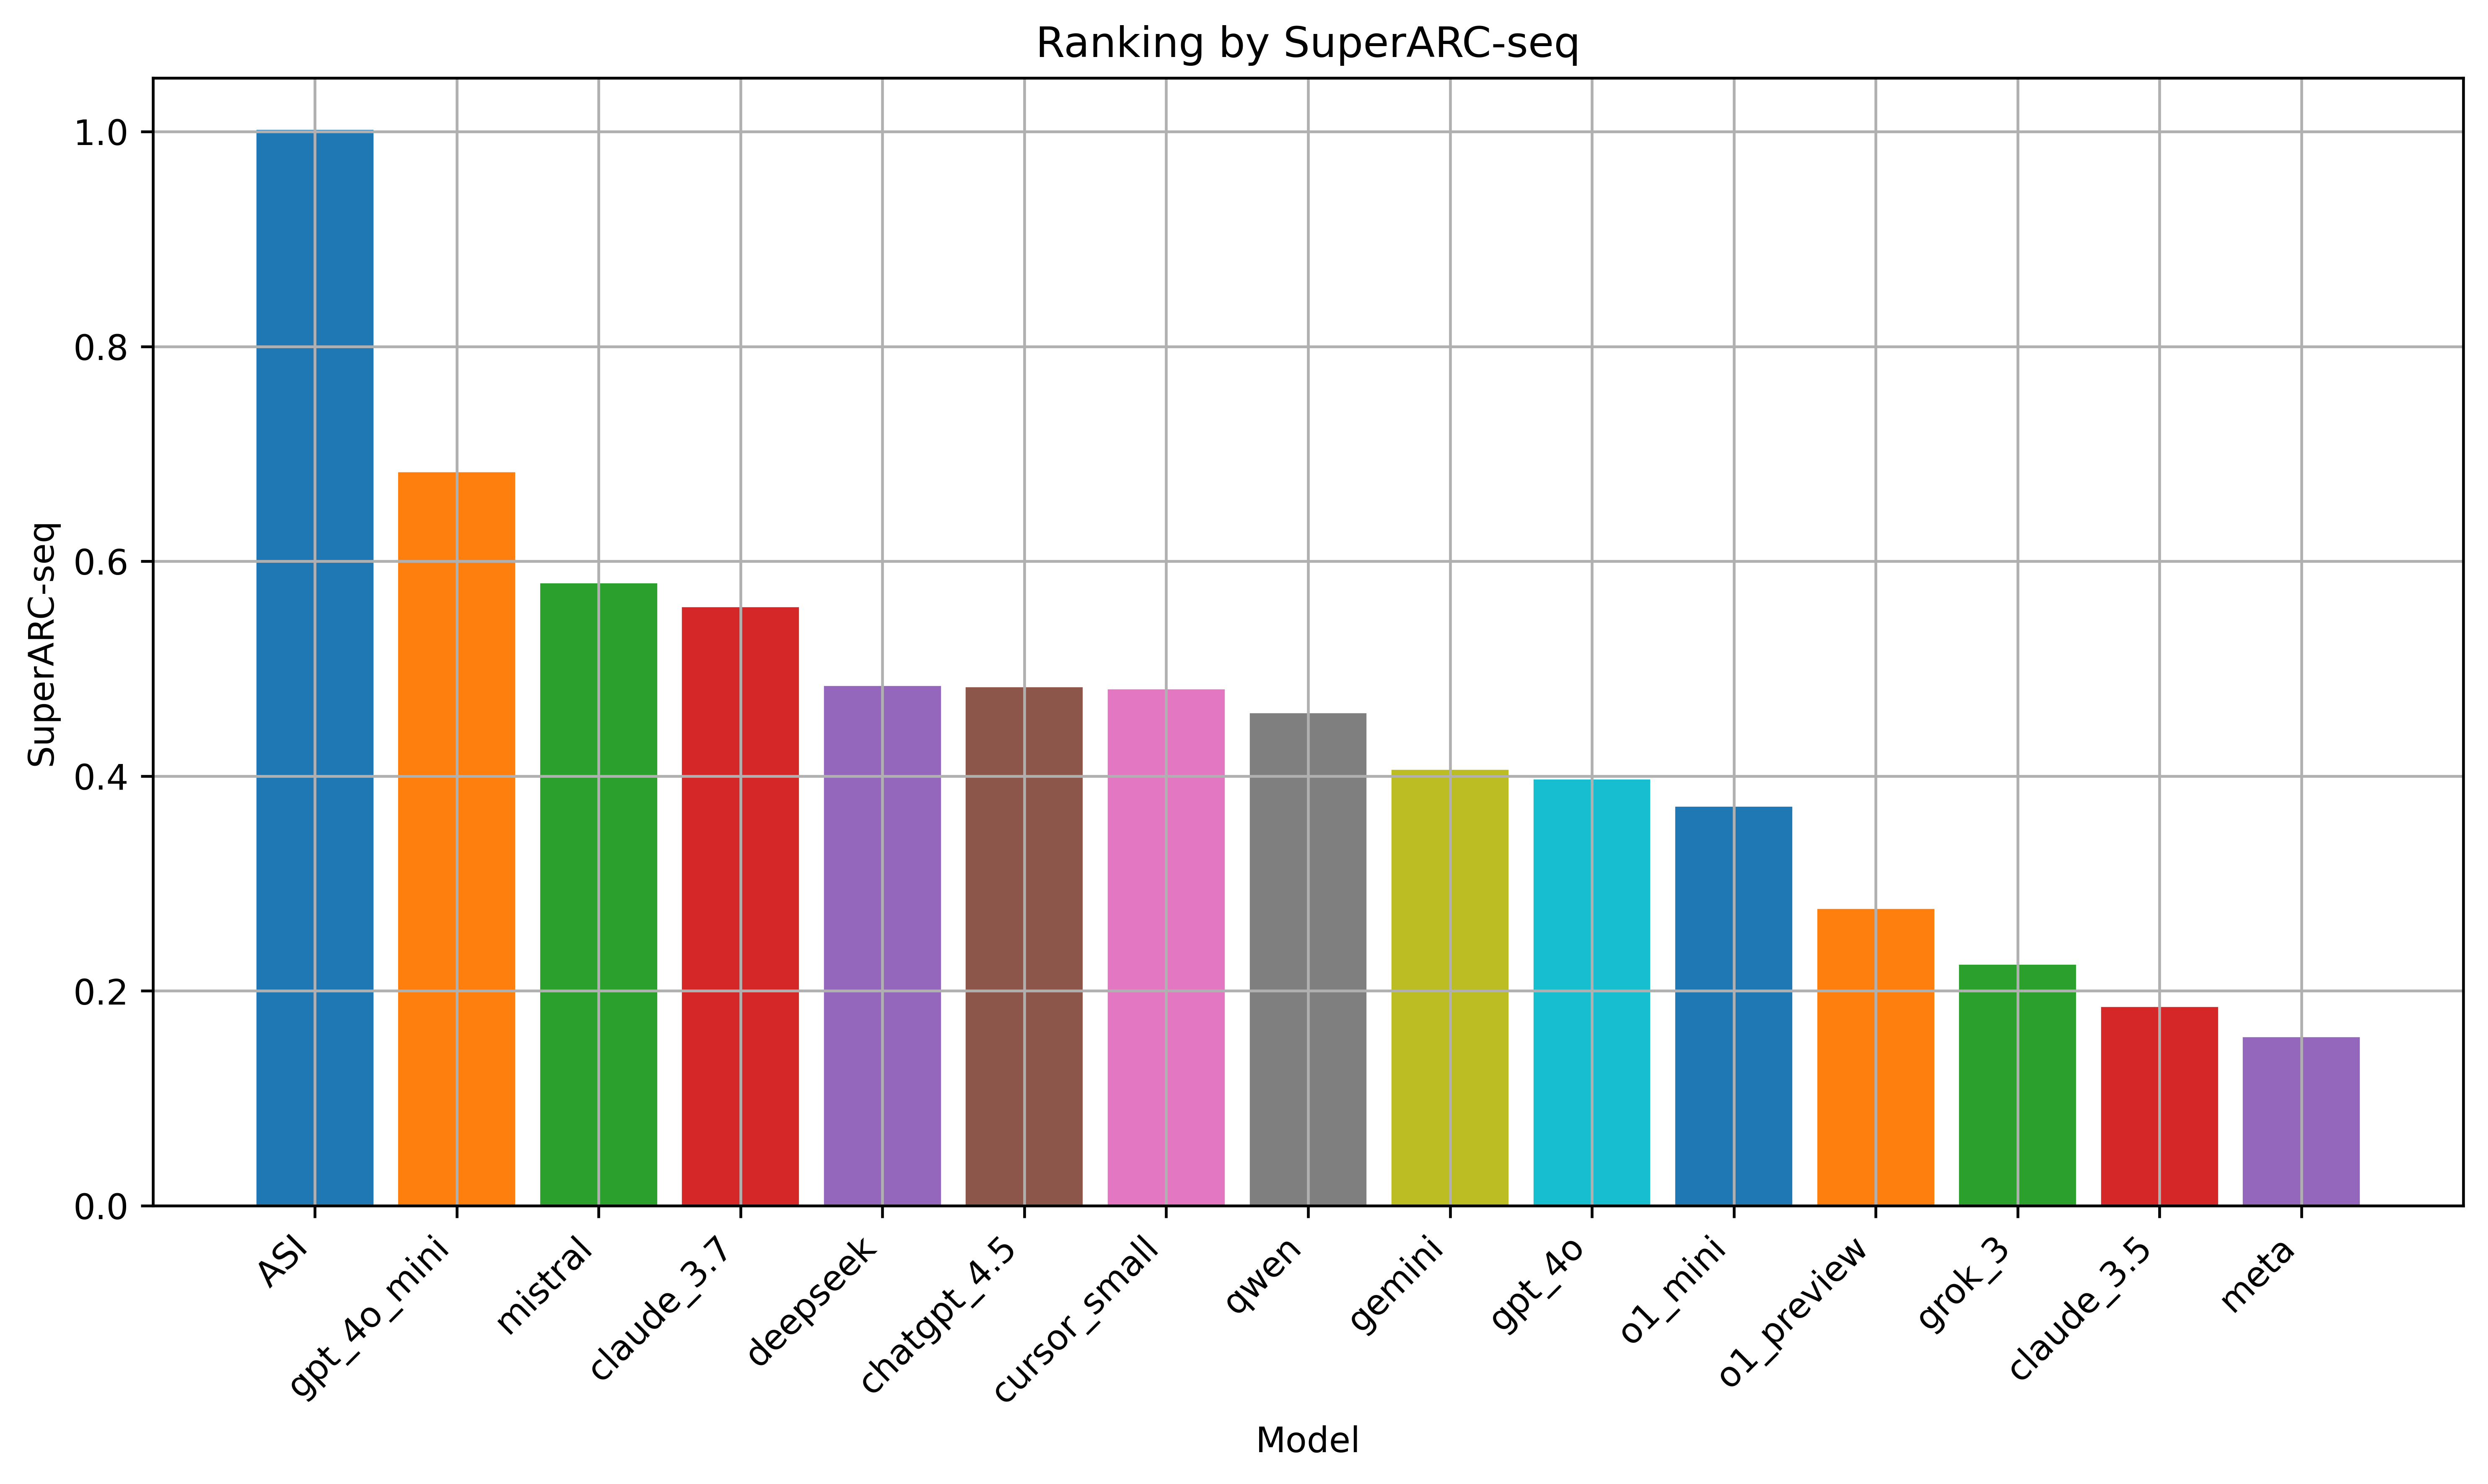 Ranking by SuperARC-seq
SuperARC-seq
1.0
0.8
0.6
0.4
0.2
0.0
ASI
gpt_4o_mini
mistral
claude_3.7
deepseek
chatgpt_4.5
cursor_small
qwen
gemini
gpt_4o
o1_mini
o1_preview
grok_3
claude_3.5
meta
Model